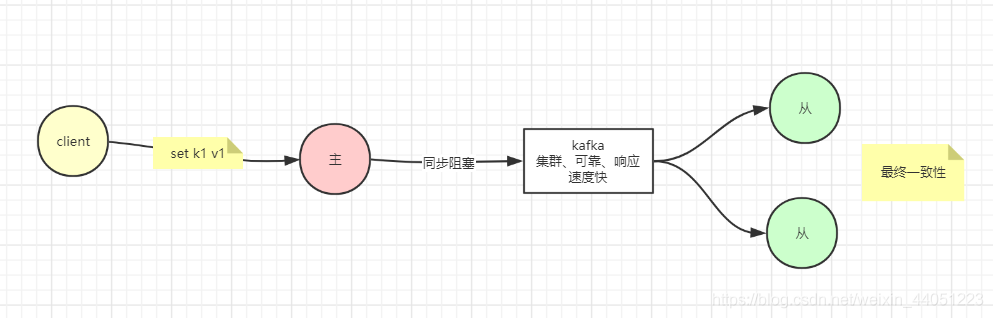 client
set k1 v1
主
同步阻塞
kafka
集群、可靠、响应
速度快
从
从
最终一致性
https://blog.csdn.net/weixin_44051223